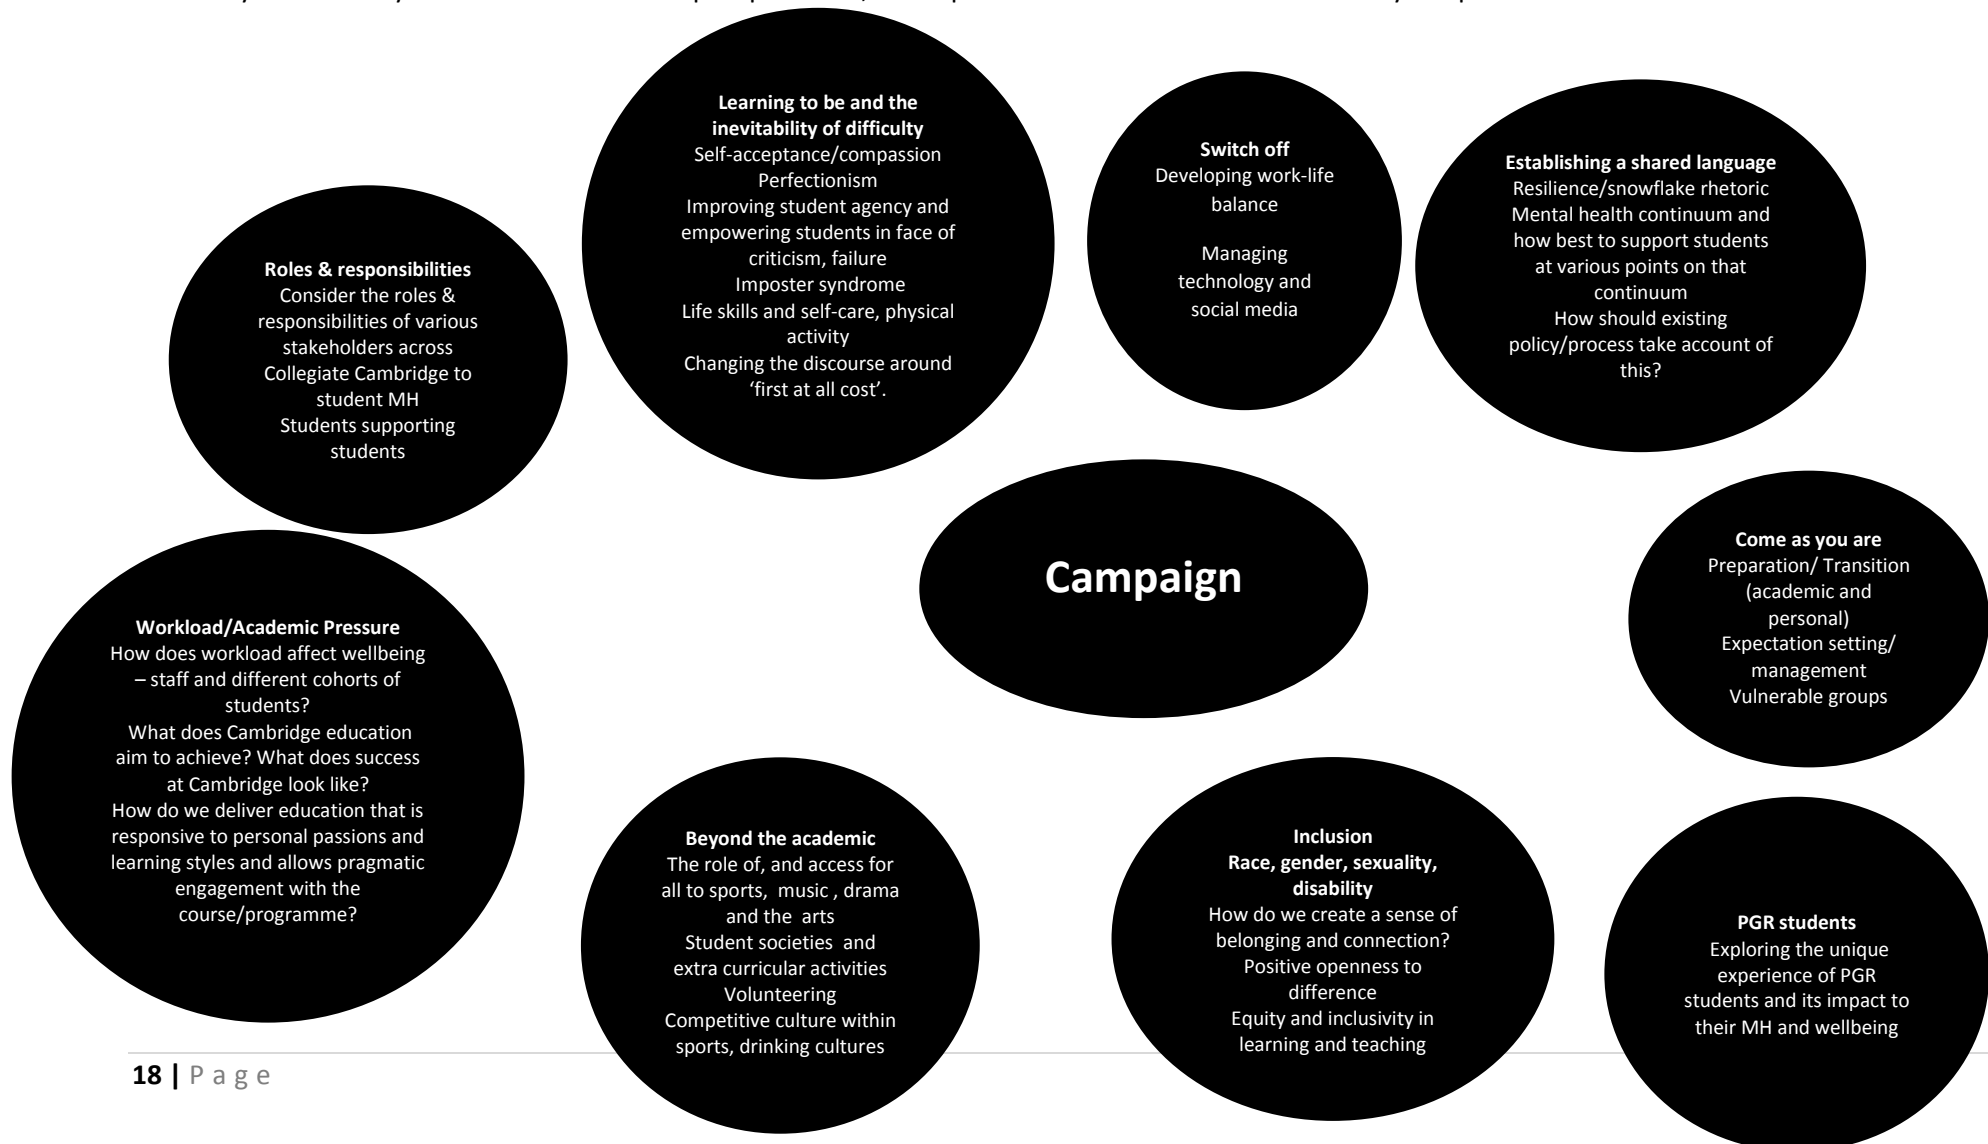 Learning to be and the
inevitability of difficulty
Self-acceptance/compassion
Perfectionism
Improving student agency and
empowering students in face of
criticism, failure
Imposter syndrome
Life skills and self-care, physical
activity
Changing the discourse around
‘first at all cost’.
Switch off
Developing work-life
balance
Managing
technology and
social media
Establishing a shared language
Resilience/snowflake rhetoric
Mental health continuum and
how best to support students
at various points on that
continuum
How should existing
policy/process take account of
this?
Roles & responsibilities
Consider the roles &
responsibilities of various
stakeholders across
Collegiate Cambridge to
student MH
Students supporting
students
Campaign
Come as you are
Preparation/ Transition
(academic and
personal)
Expectation setting/
management
Vulnerable groups
Workload/Academic Pressure
How does workload affect wellbeing
– staff and different cohorts of
students?
What does Cambridge education
aim to achieve? What does success
at Cambridge look like?
How do we deliver education that is
responsive to personal passions and
learning styles and allows pragmatic
engagement with the
course/programme?
Beyond the academic
The role of, and access for
all to sports, music , drama
and the arts
Student societies and
extra curricular activities
Volunteering
Competitive culture within
sports, drinking cultures
Inclusion
Race, gender, sexuality,
disability
How do we create a sense of
belonging and connection?
Positive openness to
difference
Equity and inclusivity in
learning and teaching
PGR students
Exploring the unique
experience of PGR
students and its impact to
their MH and wellbeing
18 | P a g e